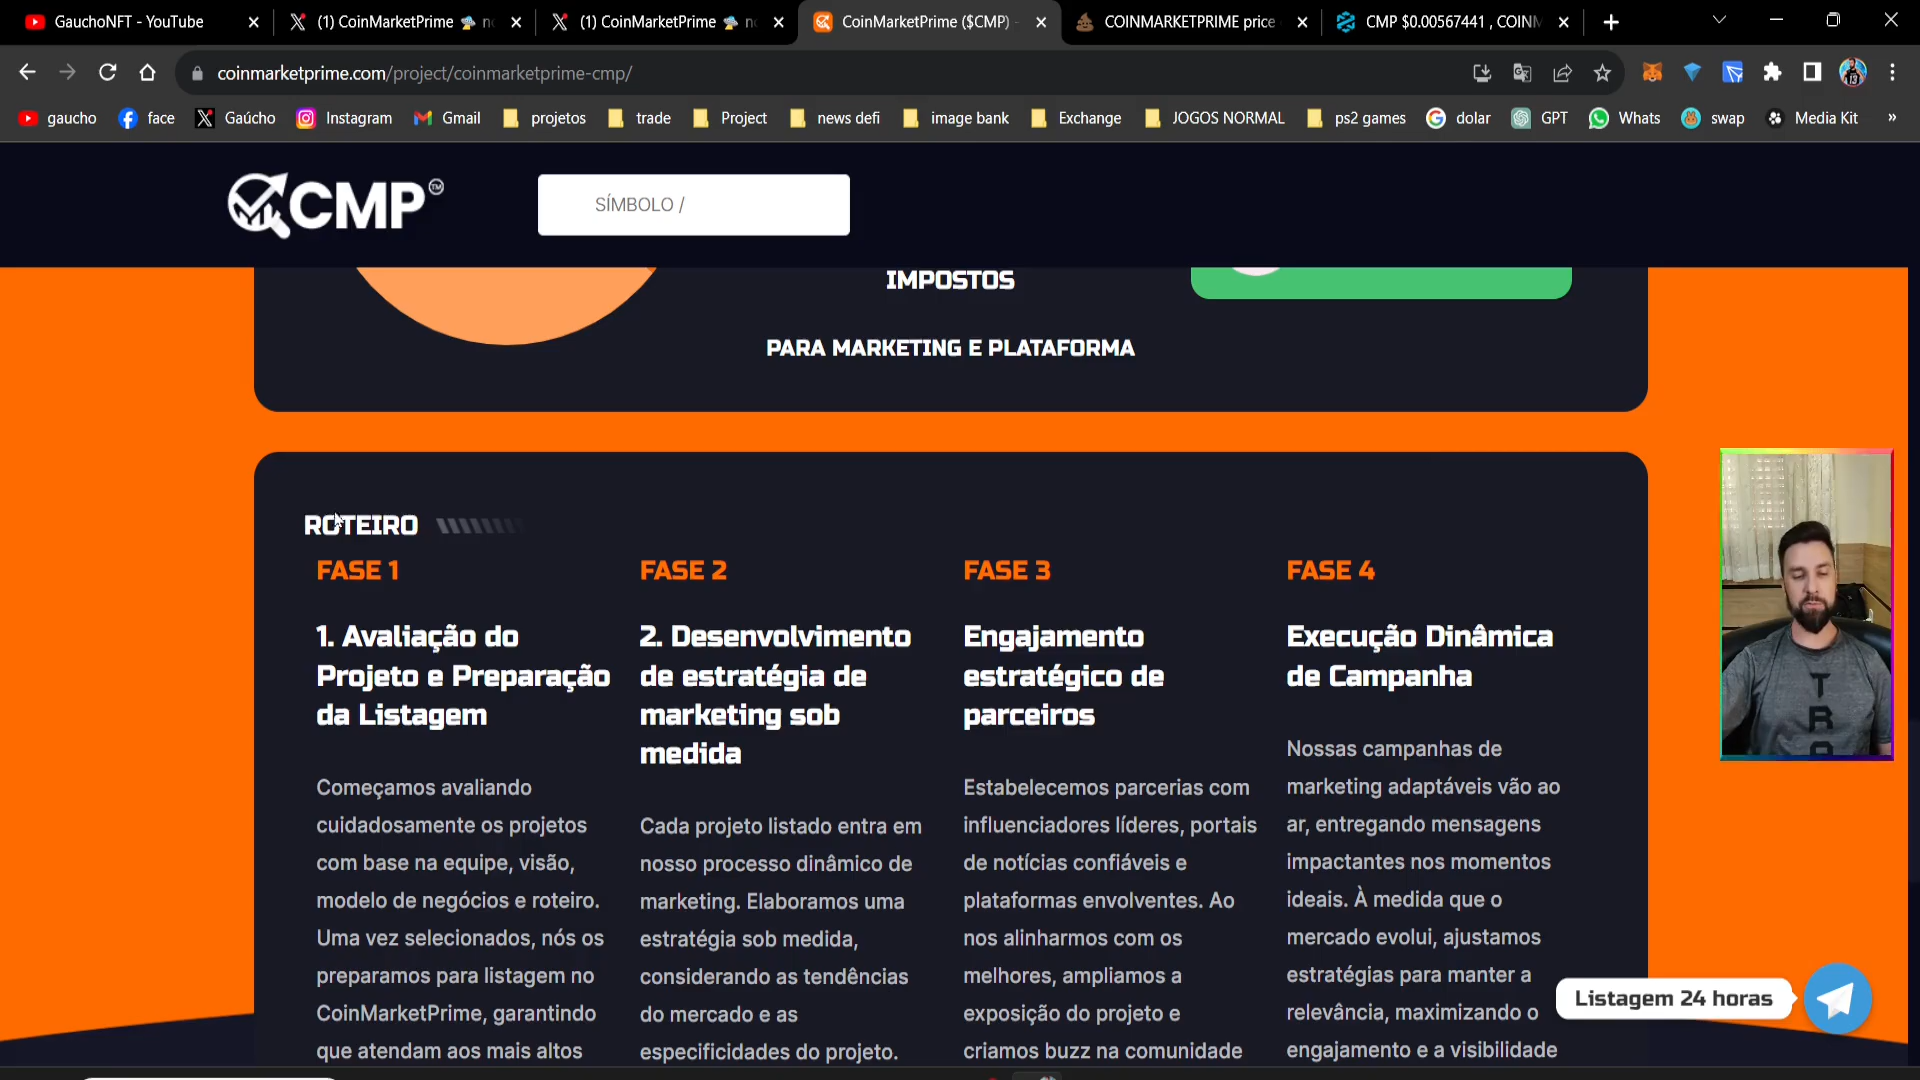 GauchoNFT - YouTube
(1) CoinMarketPrime
(1) CoinMarketPrime
CoinMarketPrime ($CMP) -
COINMARKETPRIME price
CMP $0.00567441 , COINM
coinmarketprime.com/project/coinmarketprime-cmp/
gaucho
face
Gaúcho
Instagram
Gmail
projetos
trade
Project
news defi
image bank
Exchange
JOGOS NORMAL
ps2 games
dolar
GPT
Whats
swap
Media Kit
»
CMP TM
SÍMBOLO /
IMPOSTOS
PARA MARKETING E PLATAFORMA
ROTEIRO
FASE 1
1. Avaliação do
Projeto e Preparação
da Listagem
Começamos avaliando
cuidadosamente os projetos
com base na equipe, visão,
modelo de negócios e roteiro.
Uma vez selecionados, nós os
preparamos para listagem no
CoinMarketPrime, garantindo
que atendam aos mais altos
FASE 2
2. Desenvolvimento
de estratégia de
marketing sob
medida
Cada projeto listado entra em
nosso processo dinâmico de
marketing. Elaboramos uma
estratégia sob medida,
considerando as tendências
do mercado e as
especificidades do projeto.
FASE 3
Engajamento
estratégico de
parceiros
Estabelecemos parcerias com
influenciadores líderes, portais
de notícias confiáveis e
plataformas envolventes. Ao
nos alinharmos com os
melhores, ampliamos a
exposição do projeto e
criamos buzz na comunidade
FASE 4
Execução Dinâmica
de Campanha
Nossas campanhas de
marketing adaptáveis vão ao
ar, entregando mensagens
impactantes nos momentos
ideais. À medida que o
mercado evolui, ajustamos
estratégias para manter a
relevância, maximizando o
engajamento e a visibilidade
Listagem 24 horas